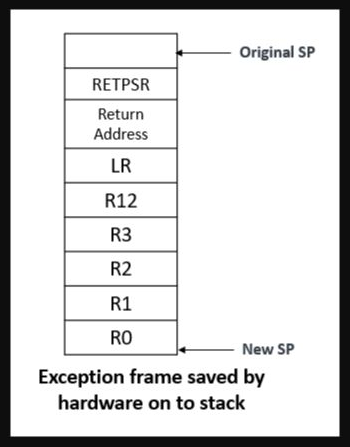 Original SP
RETPSR
Return
Address
LR
R12
R3
R2
R1
R0
New SP
Exception frame saved by
hardware on to stack